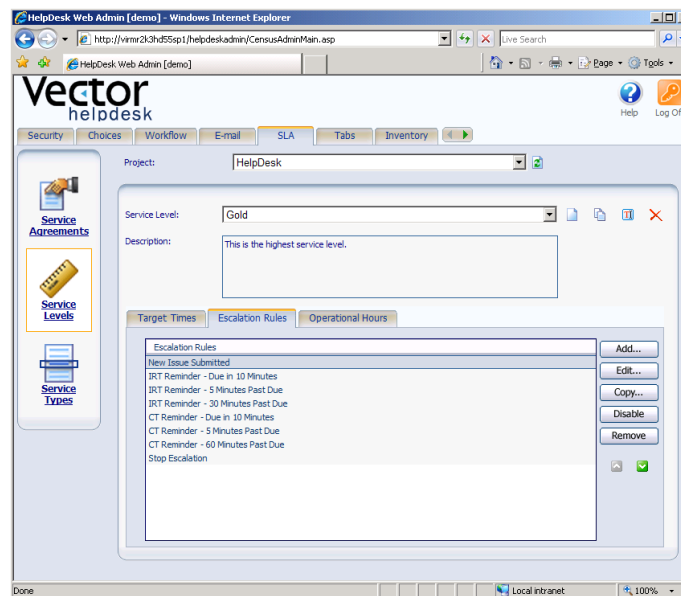 HelpDesk Web Admin [demo] - Windows Internet Explorer
http://virmr2k3hd55sp1/helpdeskadmin/CensusAdminMain.asp
Live Search
HelpDesk Web Admin [demo]
Page
Tools
Vector
helpdesk
Help
Log Of
Security
Choices
Workflow
E-mail
SLA
Tabs
Inventory
Project:
HelpDesk
Service Agreements
Service Levels
Service Types
Service Level:
Gold
Description:
This is the highest service level.
Target Times
Escalation Rules
Operational Hours
Escalation Rules
New Issue Submitted
IRT Reminder - Due in 10 Minutes
IRT Reminder - 5 Minutes Past Due
IRT Reminder - 30 Minutes Past Due
CT Reminder - Due in 10 Minutes
CT Reminder - 5 Minutes Past Due
CT Reminder - 60 Minutes Past Due
Stop Escalation
Add...
Edit...
Copy...
Disable
Remove
Done
Local intranet
100%